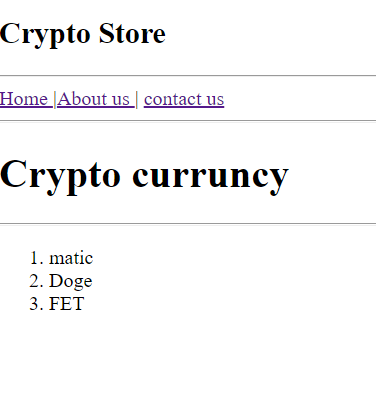 Crypto Store
Home |About us | contact us
Crypto curruncy
1. matic
2. Doge
3. FET